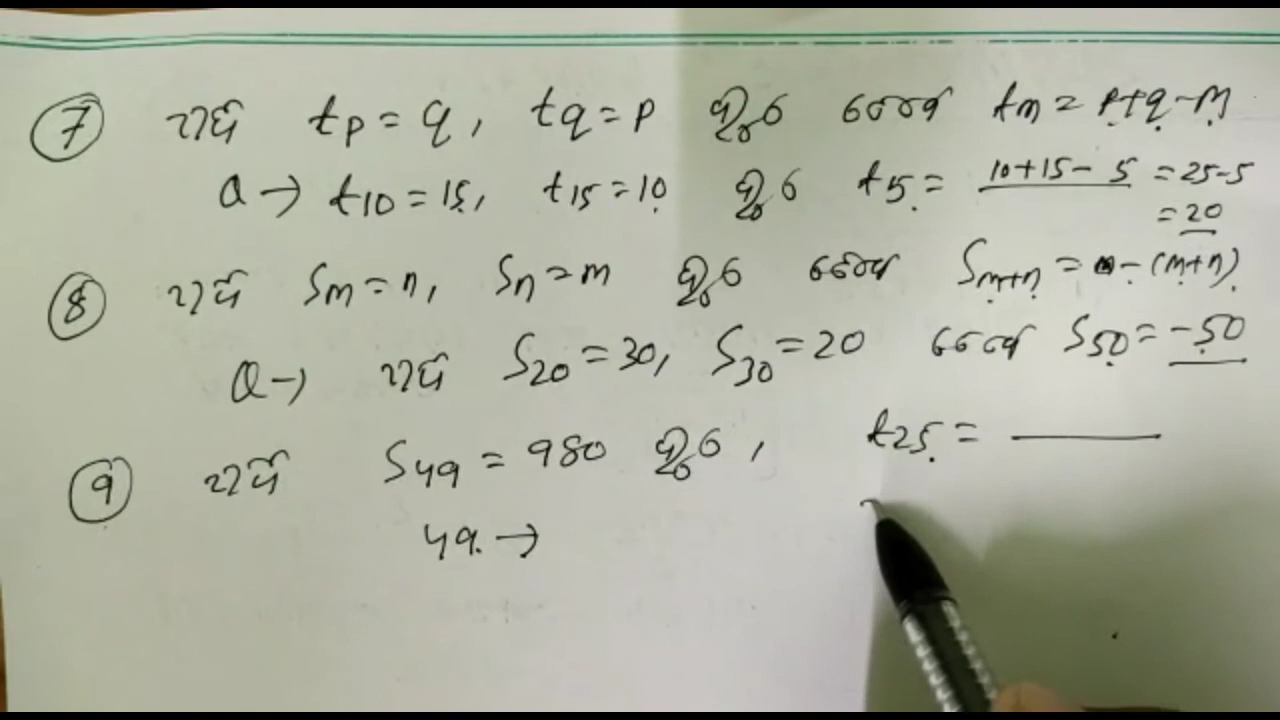 ⑦ ଯଦି tp = q, tq = p ହୁଏ ତେବେ tm = p+q-m
Q → t10 = 15, t15 = 10 ହୁଏ t5 = 10+15-5 = 25-5
= 20
⑧ ଯଦି Sm = n, Sn = m ହୁଏ ତେବେ Sm+n = -(m+n)
Q → ଯଦି S20 = 30, S30 = 20 ତେବେ S50 = -50
⑨ ଯଦି S49 = 980 ହୁଏ, t25 = ———
49 →